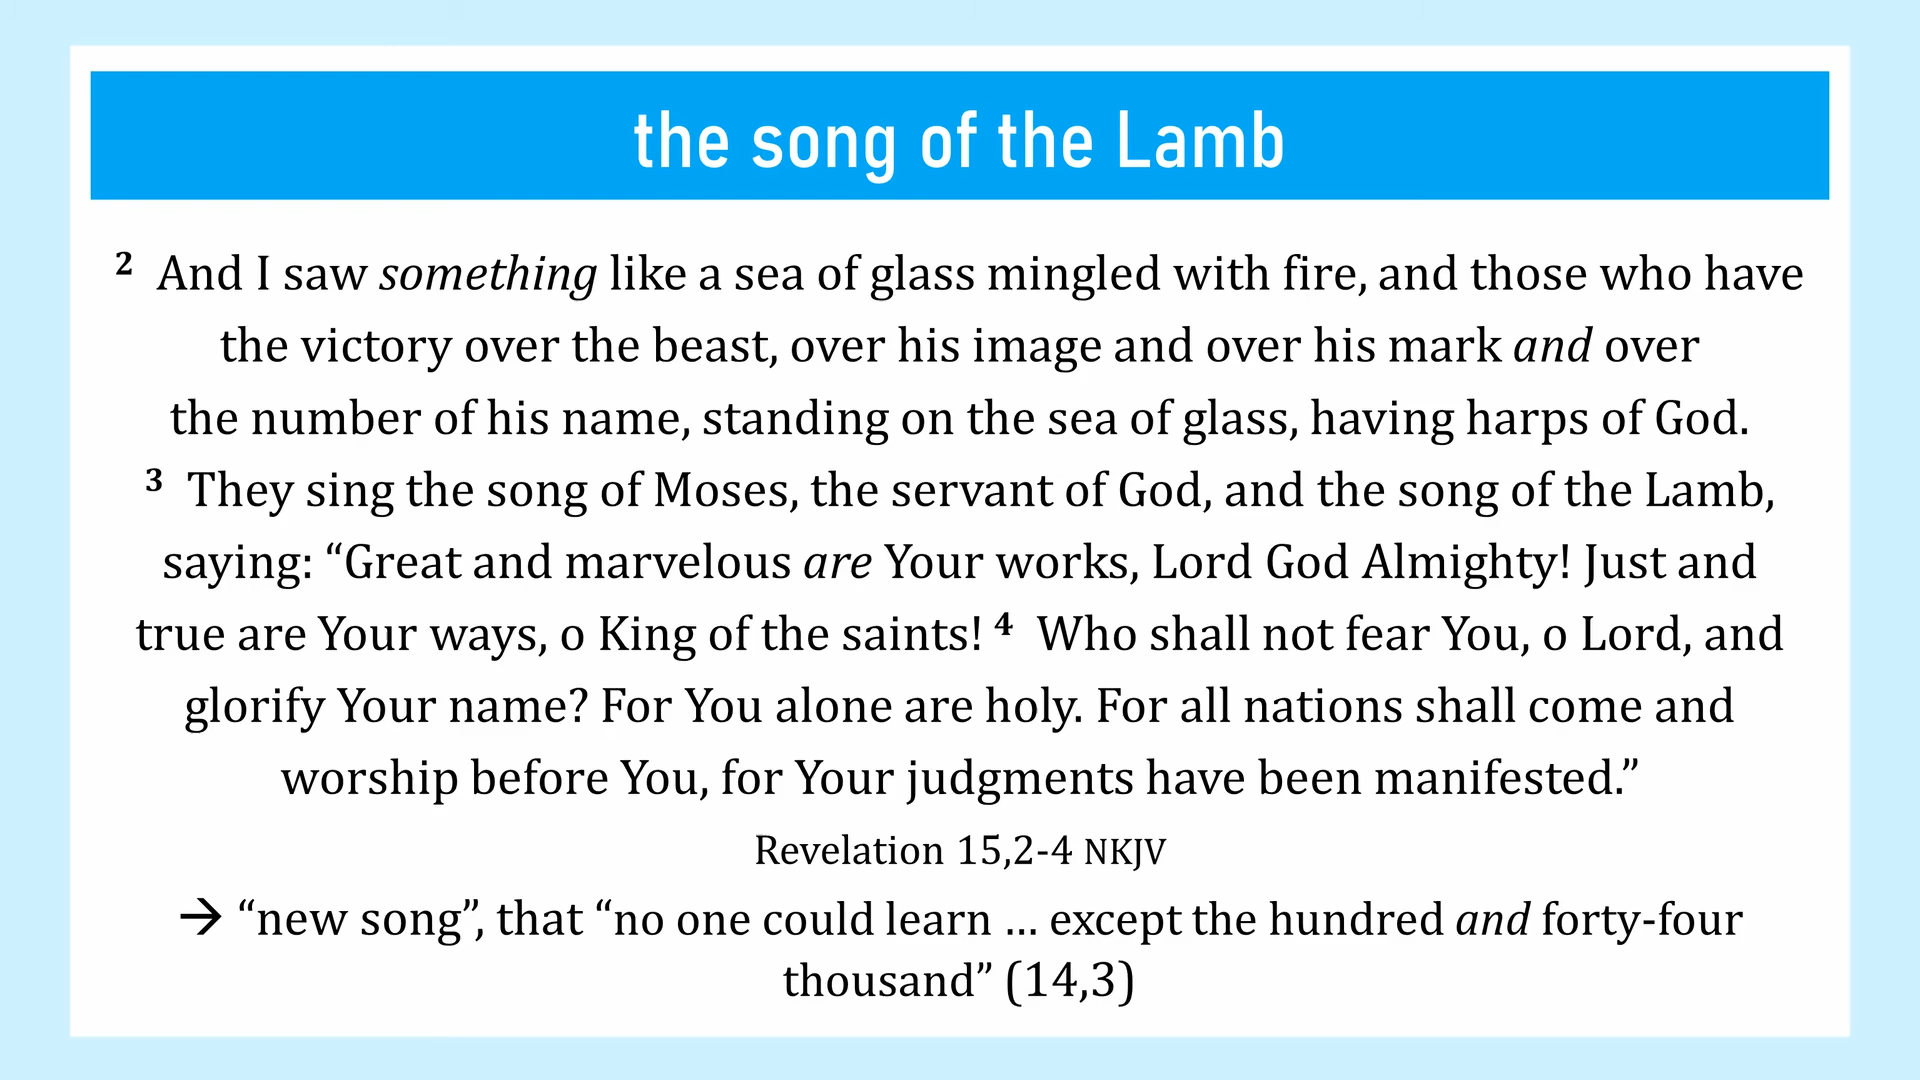 the song of the Lamb
² And I saw something like a sea of glass mingled with fire, and those who have
the victory over the beast, over his image and over his mark and over
the number of his name, standing on the sea of glass, having harps of God.
³ They sing the song of Moses, the servant of God, and the song of the Lamb,
saying: “Great and marvelous are Your works, Lord God Almighty! Just and
true are Your ways, o King of the saints! ⁴ Who shall not fear You, o Lord, and
glorify Your name? For You alone are holy. For all nations shall come and
worship before You, for Your judgments have been manifested.”
Revelation 15,2-4 NKJV
→ “new song”, that “no one could learn … except the hundred and forty-four
thousand” (14,3)